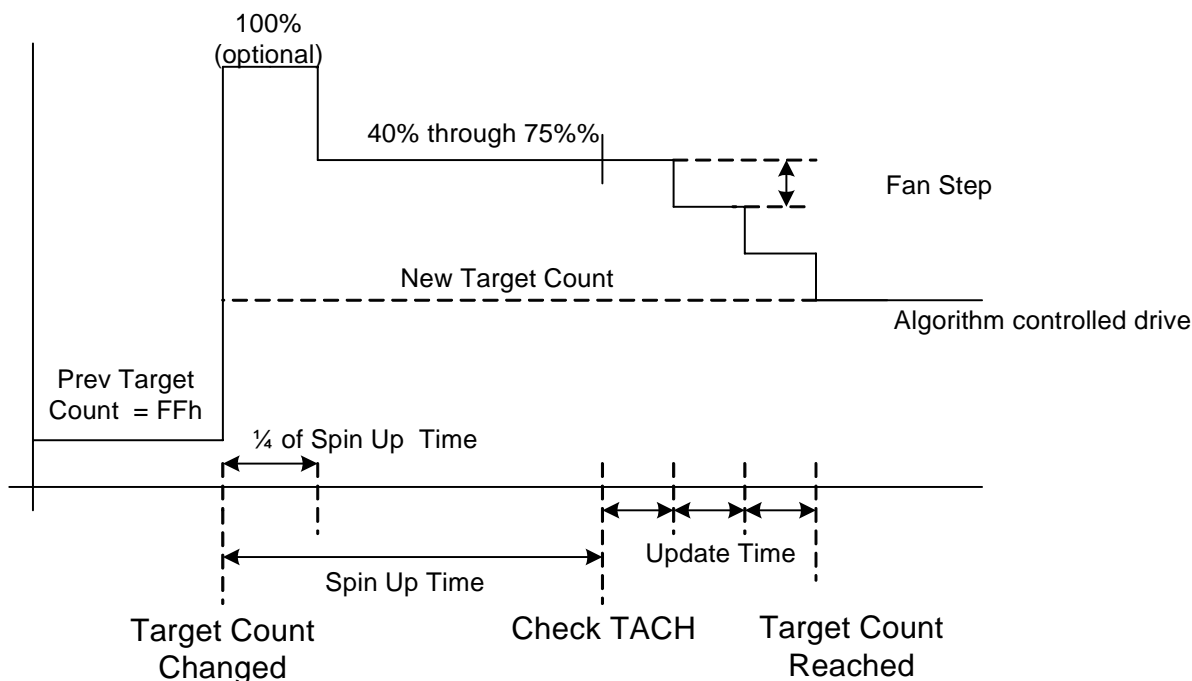 100%
(optional)
40% through 75%%
Fan Step
New Target Count
Algorithm controlled drive
Prev Target
Count = FFh
¼ of Spin Up Time
Update Time
Spin Up Time
Target Count
Changed
Check TACH
Target Count
Reached